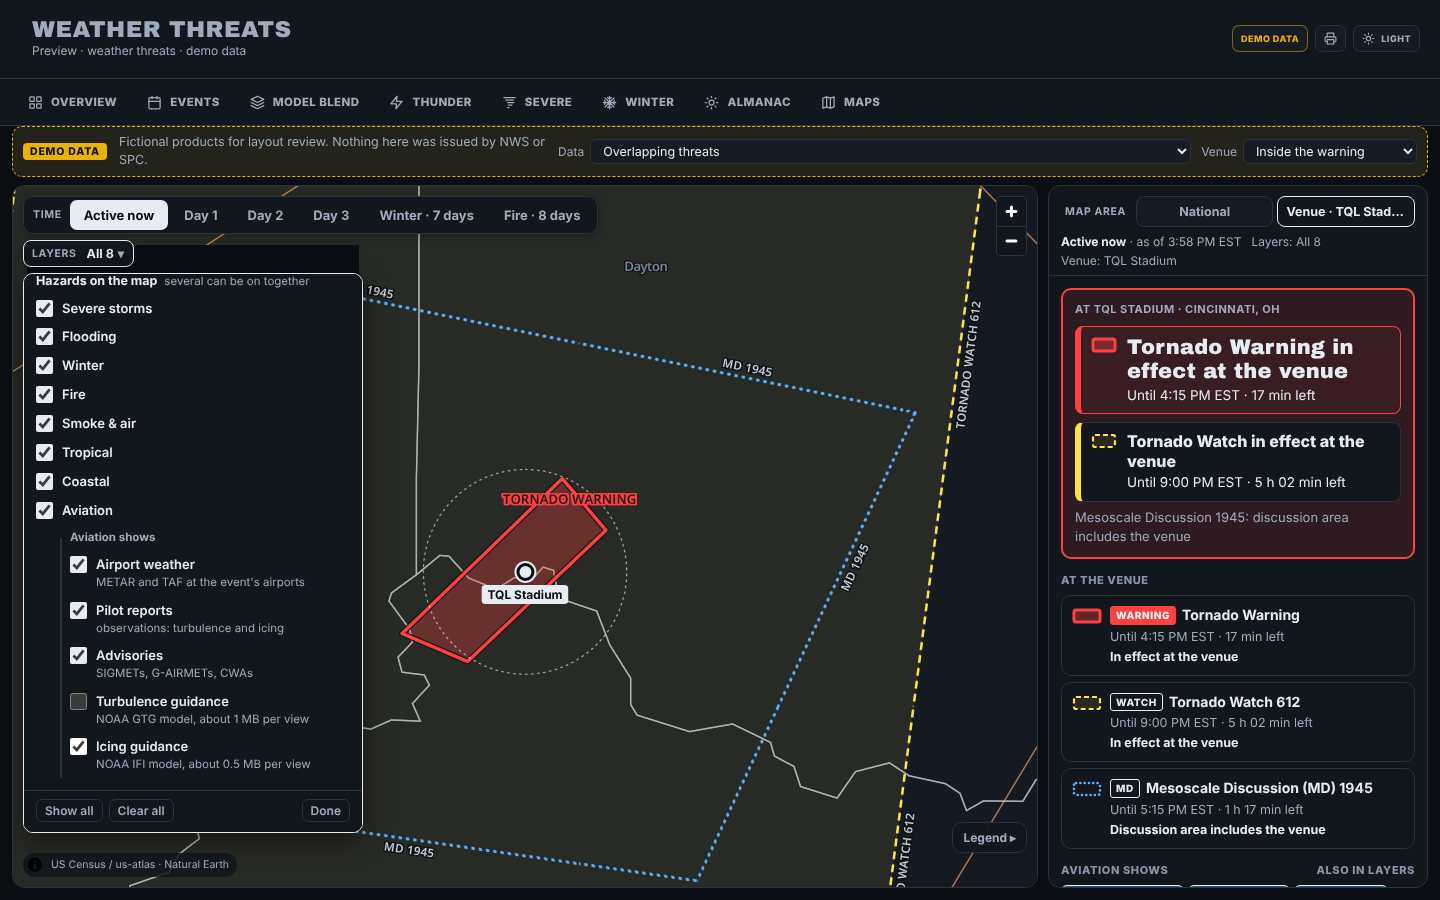 WEATHER THREATS
Preview · weather threats · demo data
DEMO DATA
LIGHT
OVERVIEW
EVENTS
MODEL BLEND
THUNDER
SEVERE
WINTER
ALMANAC
MAPS
DEMO DATA
Fictional products for layout review. Nothing here was issued by NWS or
SPC.
Data
Overlapping threats
Venue
Inside the warning
TIME
Active now
Day 1
Day 2
Day 3
Winter · 7 days
Fire · 8 days
LAYERS All 8 ▾
Hazards on the map several can be on together
Severe storms
Flooding
Winter
Fire
Smoke & air
Tropical
Coastal
Aviation
Aviation shows
Airport weather
METAR and TAF at the event's airports
Pilot reports
observations: turbulence and icing
Advisories
SIGMETs, G-AIRMETs, CWAs
Turbulence guidance
NOAA GTG model, about 1 MB per view
Icing guidance
NOAA IFI model, about 0.5 MB per view
Show all
Clear all
Done
US Census / us-atlas · Natural Earth
Dayton
1945
MD 1945
TORNADO WATCH 612
TORNADO WARNING
MD 1945
TQL Stadium
MD 1945
O WATCH 612
+
−
Legend ▸
MAP AREA
National
Venue · TQL Stad...
Active now · as of 3:58 PM EST Layers: All 8
Venue: TQL Stadium
AT TQL STADIUM · CINCINNATI, OH
Tornado Warning in
effect at the venue
Until 4:15 PM EST · 17 min left
Tornado Watch in effect at the
venue
Until 9:00 PM EST · 5 h 02 min left
Mesoscale Discussion 1945: discussion area
includes the venue
AT THE VENUE
WARNING Tornado Warning
Until 4:15 PM EST · 17 min left
In effect at the venue
WATCH Tornado Watch 612
Until 9:00 PM EST · 5 h 02 min left
In effect at the venue
MD Mesoscale Discussion (MD) 1945
Until 5:15 PM EST · 1 h 17 min left
Discussion area includes the venue
AVIATION SHOWS
ALSO IN LAYERS